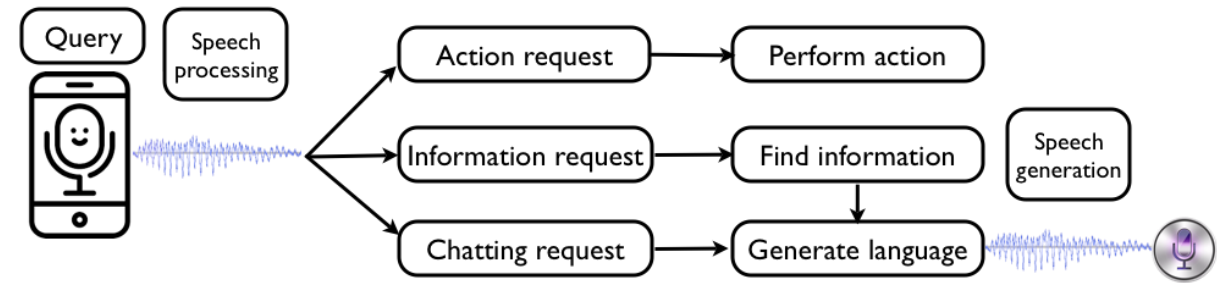 Query
Speech
processing
Action request
Perform action
Information request
Find information
Speech
generation
Chatting request
Generate language